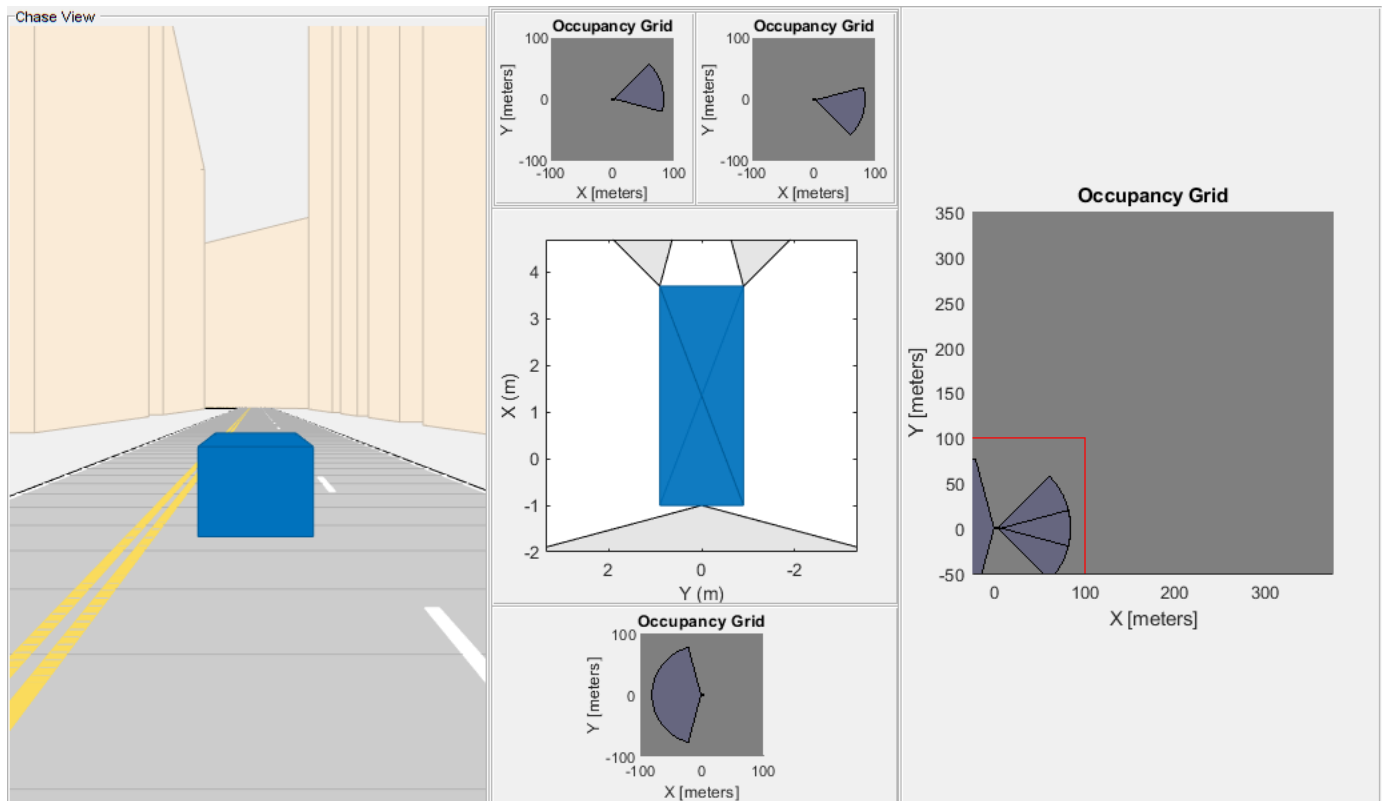 Chase View
Occupancy Grid
100
0
-100
Y [meters]
-100 0 100
X [meters]
Occupancy Grid
100
0
-100
Y [meters]
-100 0 100
X [meters]
4
3
2
1
0
-1
-2
X (m)
2 0 -2
Y (m)
Occupancy Grid
100
0
-100
Y [meters]
-100 0 100
X [meters]
Occupancy Grid
350
300
250
200
150
100
50
0
-50
Y [meters]
0 100 200 300
X [meters]